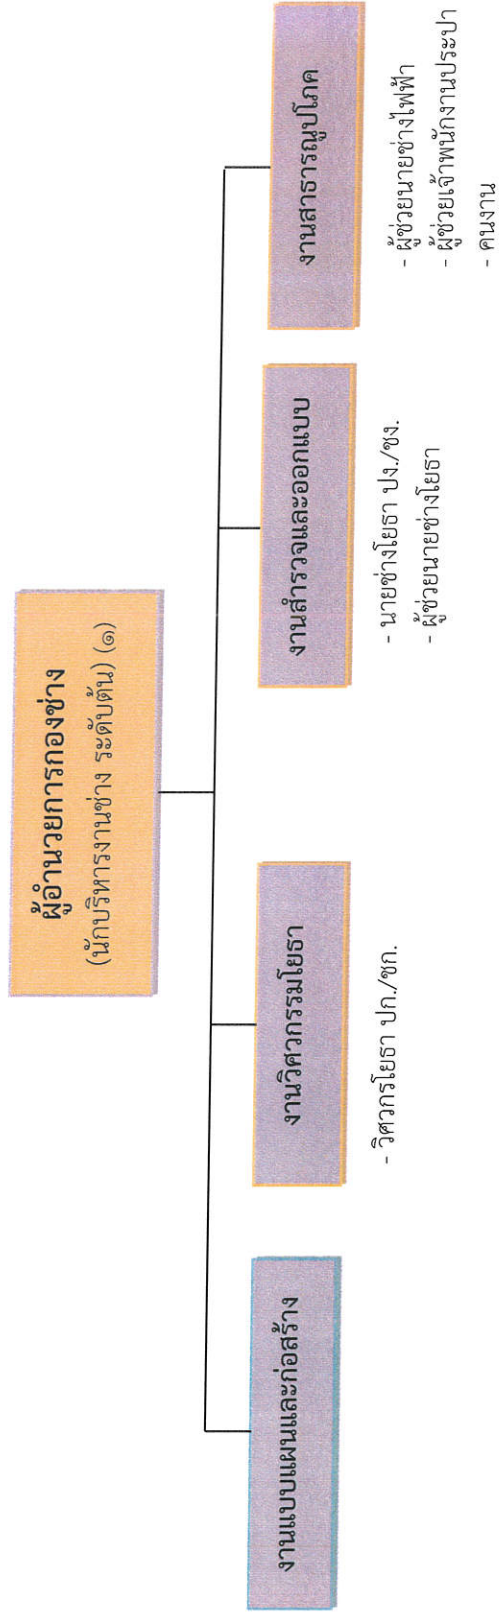 ผู้อำนวยการกองช่าง
(นักบริหารงานช่าง ระดับต้น) (๑)
งานแบบแผนและก่อสร้าง
งานวิศวกรรมโยธา
- วิศวกรโยธา ปก./ชก.
งานสำรวจและออกแบบ
- นายช่างโยธา ปง./ชง.
- ผู้ช่วยนายช่างโยธา
งานสาธารณูปโภค
- ผู้ช่วยนายช่างไฟฟ้า
- ผู้ช่วยเจ้าพนักงานประปา
- คนงาน